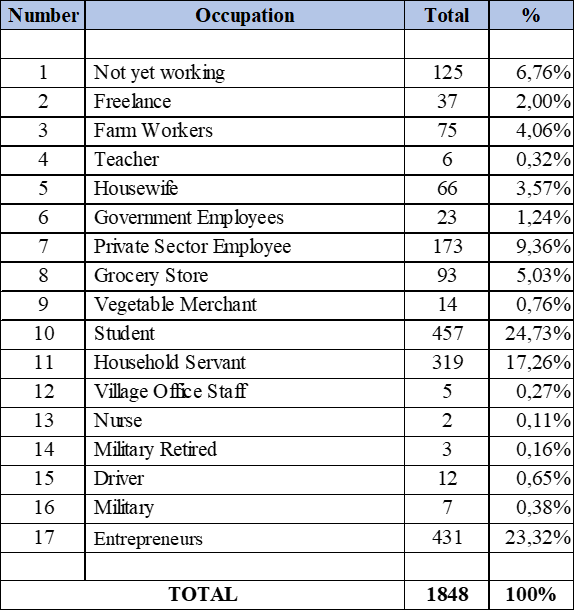 Number Occupation Total %
1 Not yet working 125 6,76%
2 Freelance 37 2,00%
3 Farm Workers 75 4,06%
4 Teacher 6 0,32%
5 Housewife 66 3,57%
6 Government Employees 23 1,24%
7 Private Sector Employee 173 9,36%
8 Grocery Store 93 5,03%
9 Vegetable Merchant 14 0,76%
10 Student 457 24,73%
11 Household Servant 319 17,26%
12 Village Office Staff 5 0,27%
13 Nurse 2 0,11%
14 Military Retired 3 0,16%
15 Driver 12 0,65%
16 Military 7 0,38%
17 Entrepreneurs 431 23,32%
TOTAL 1848 100%